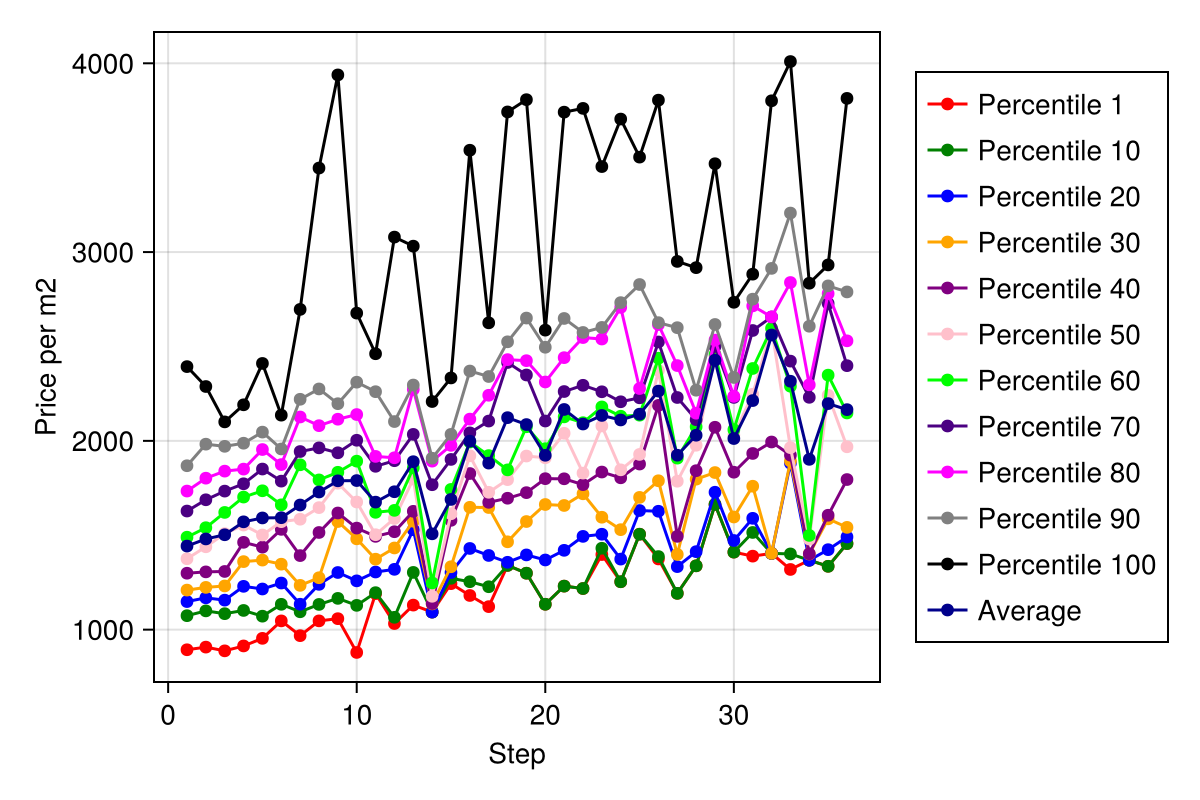 4000
3000
2000
1000
Price per m2
0 10 20 30
Step
Percentile 1
Percentile 10
Percentile 20
Percentile 30
Percentile 40
Percentile 50
Percentile 60
Percentile 70
Percentile 80
Percentile 90
Percentile 100
Average